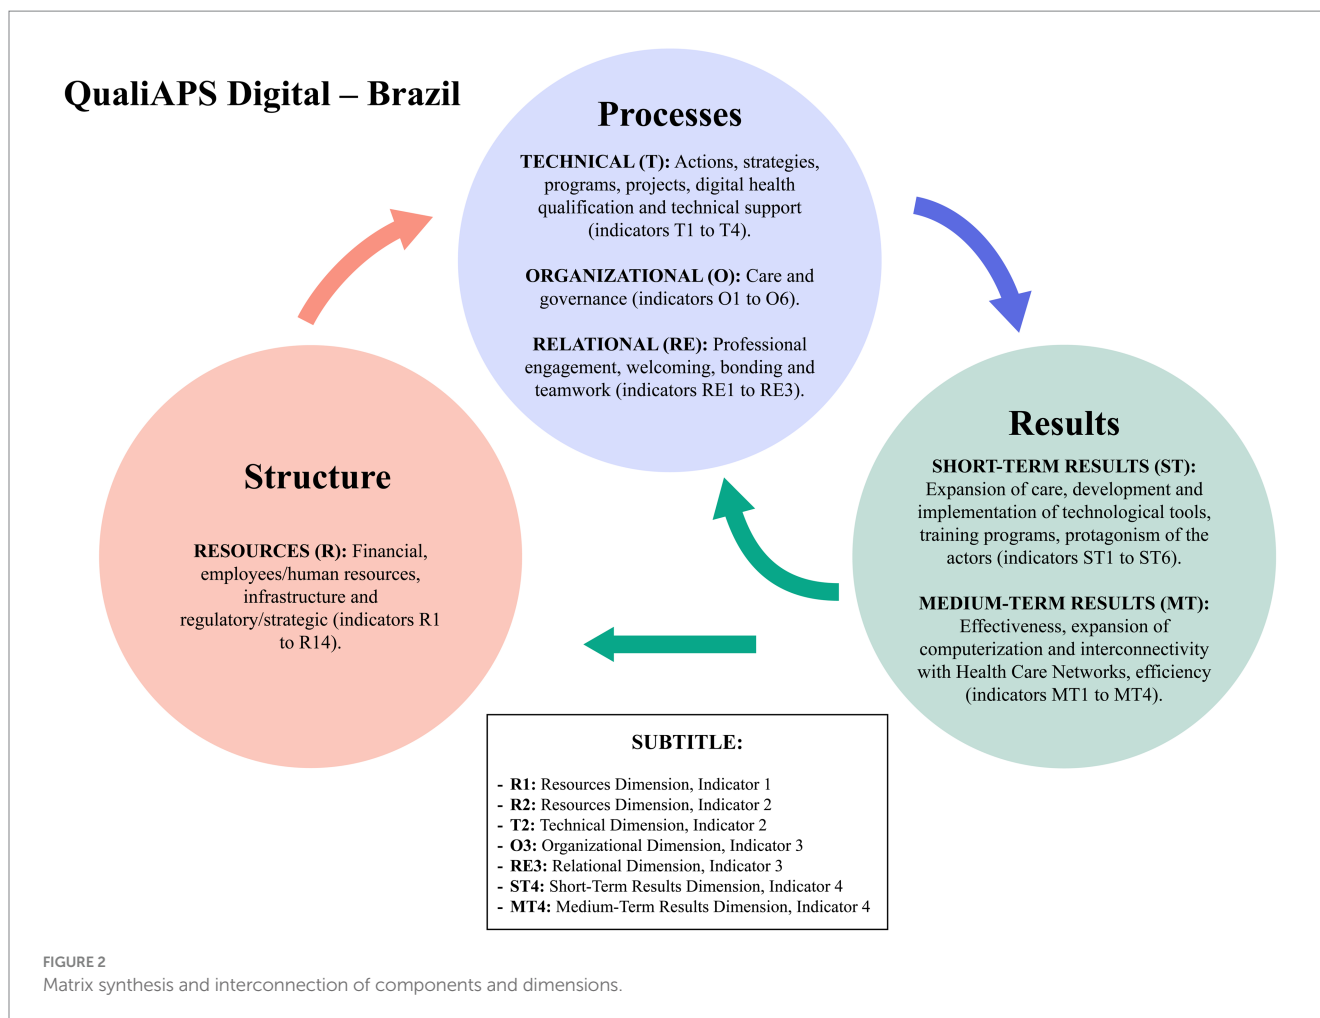 QualiAPS Digital – Brazil
Processes
TECHNICAL (T): Actions, strategies,
programs, projects, digital health
qualification and technical support
(indicators T1 to T4).
ORGANIZATIONAL (O): Care and
governance (indicators O1 to O6).
RELATIONAL (RE): Professional
engagement, welcoming, bonding and
teamwork (indicators RE1 to RE3).
Structure
RESOURCES (R): Financial,
employees/human resources,
infrastructure and
regulatory/strategic (indicators R1
to R14).
Results
SHORT-TERM RESULTS (ST):
Expansion of care, development and
implementation of technological tools,
training programs, protagonism of the
actors (indicators ST1 to ST6).
MEDIUM-TERM RESULTS (MT):
Effectiveness, expansion of
computerization and interconnectivity
with Health Care Networks, efficiency
(indicators MT1 to MT4).
SUBTITLE:
- R1: Resources Dimension, Indicator 1
- R2: Resources Dimension, Indicator 2
- T2: Technical Dimension, Indicator 2
- O3: Organizational Dimension, Indicator 3
- RE3: Relational Dimension, Indicator 3
- ST4: Short-Term Results Dimension, Indicator 4
- MT4: Medium-Term Results Dimension, Indicator 4
FIGURE 2
Matrix synthesis and interconnection of components and dimensions.